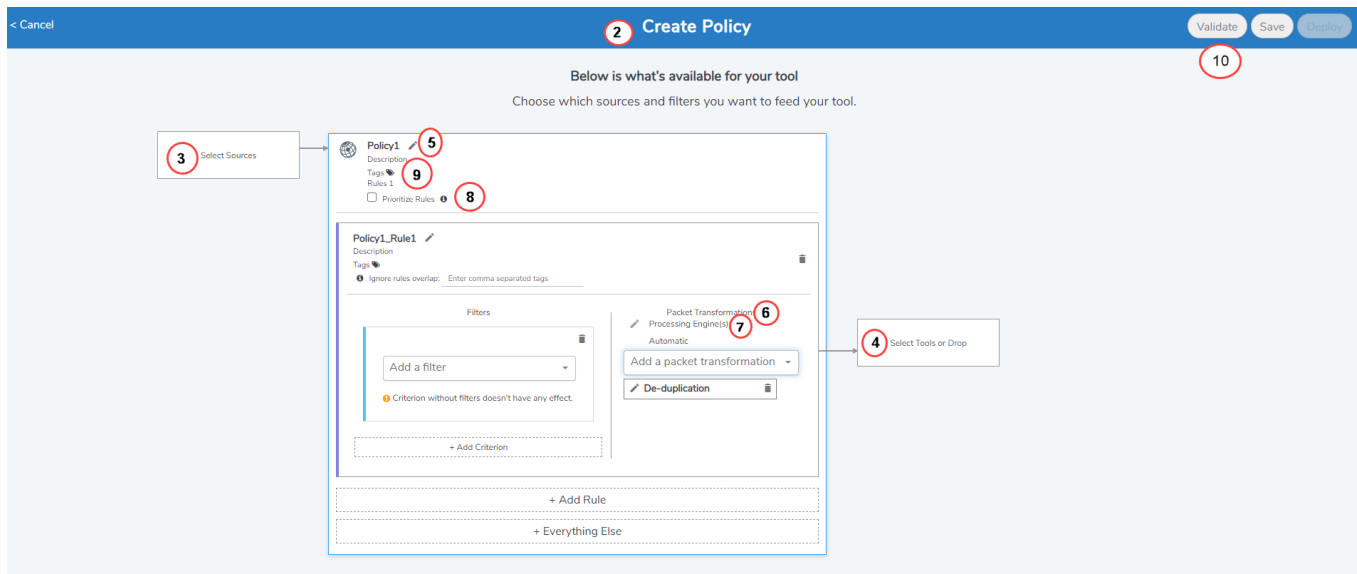 < Cancel
2 Create Policy
Validate Save Deploy
10
Below is what's available for your tool
Choose which sources and filters you want to feed your tool.
3 Select Sources
Policy1 5
Description
Tags 9
Rules 1
Prioritize Rules 8
Policy1_Rule1
Description
Tags
Ignore rules overlap: Enter comma separated tags
Filters
Add a filter
Criterion without filters doesn't have any effect.
+ Add Criterion
Packet Transformation 6
Processing Engine(s) 7
Automatic
Add a packet transformation
De-duplication
4 Select Tools or Drop
+ Add Rule
+ Everything Else